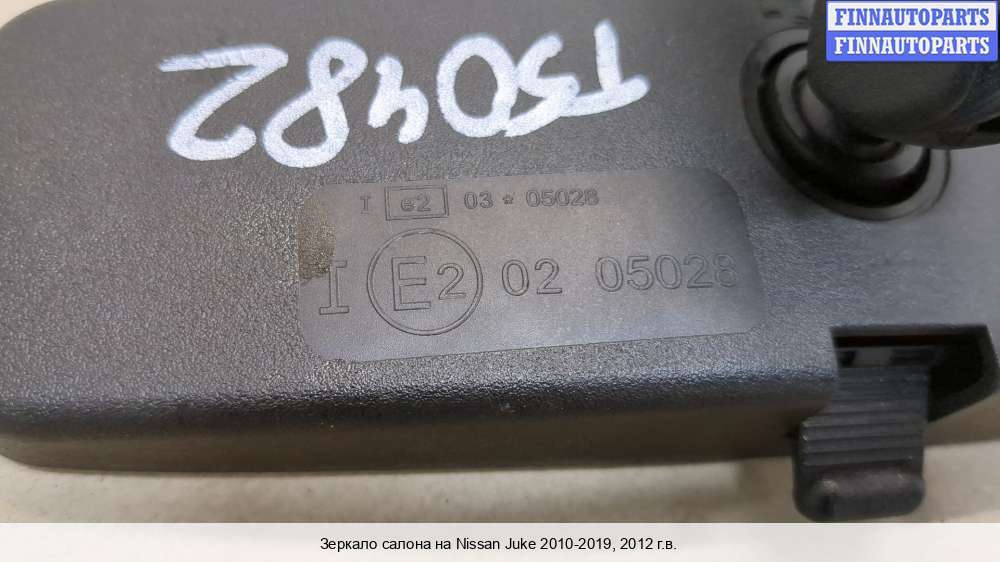 FINNAUTOPARTS
FINNAUTOPARTS
T50482
I e2 03 * 05028
I E2 02 05028
Зеркало салона на Nissan Juke 2010-2019, 2012 г.в.